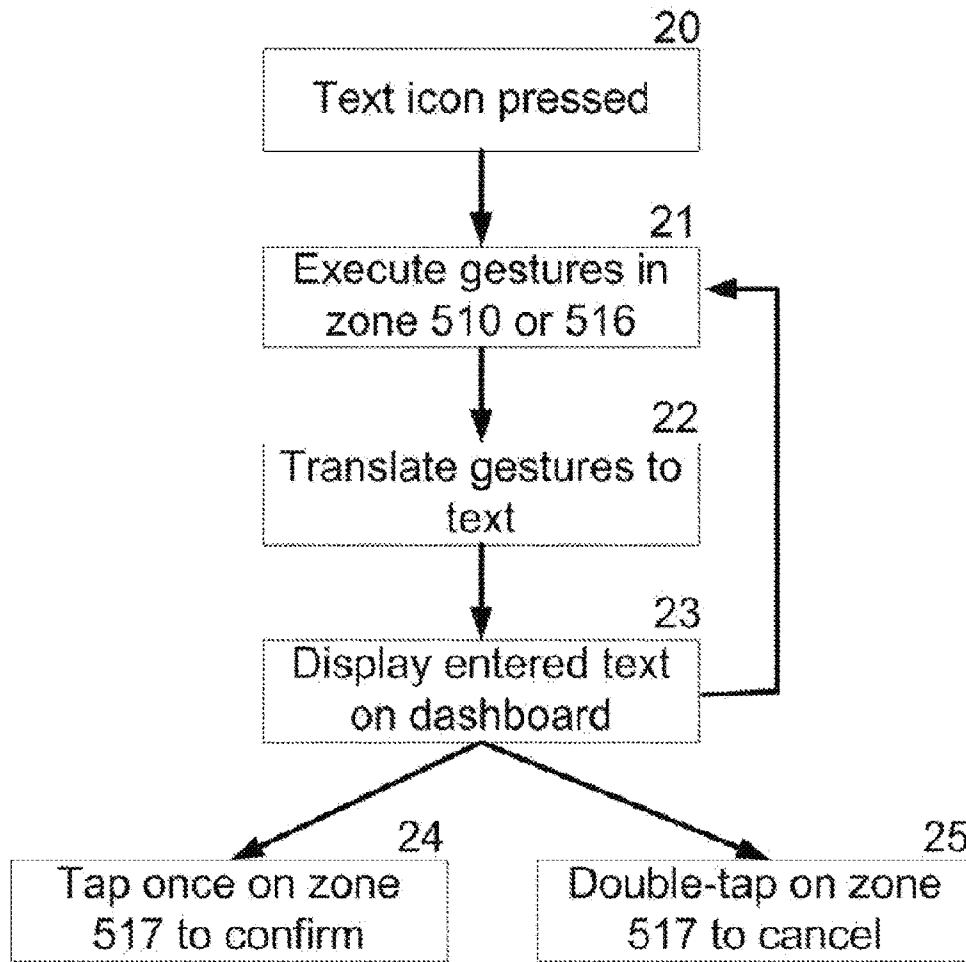 20
Text icon pressed
21
Execute gestures in
zone 510 or 516
22
Translate gestures to
text
23
Display entered text
on dashboard
24
Tap once on zone
517 to confirm
25
Double-tap on zone
517 to cancel